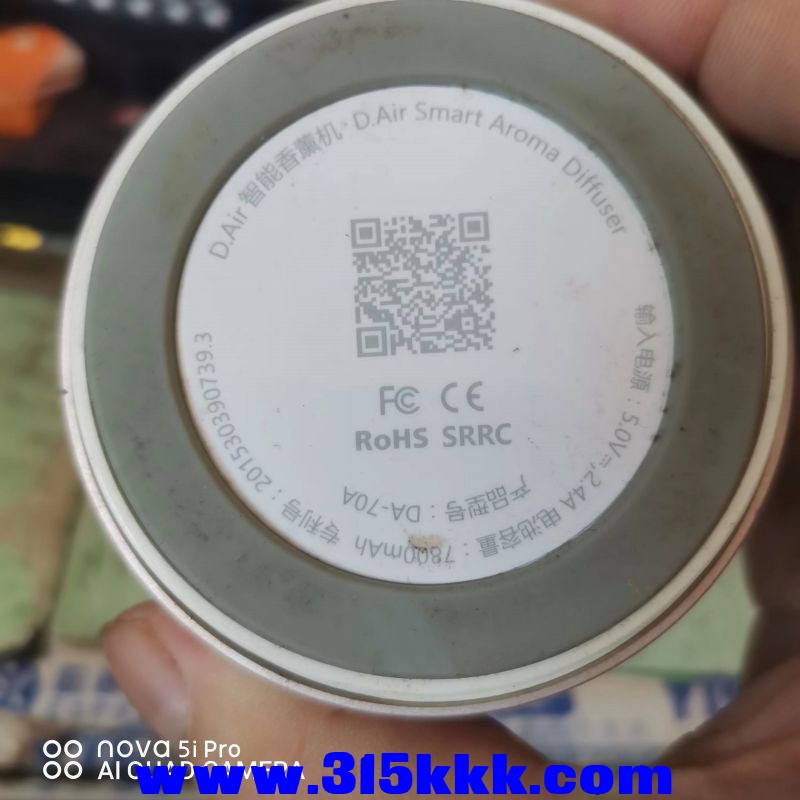 D.Air 智能香薰机·D.Air Smart Aroma Diffuser
输入电源：5.0V⎓,2.4A 电池容量：7800mAh 专利号：201530390739.3
产品型号：DA-70A
FC CE
RoHS SRRC
nova 5i Pro
AI QUAD CAMERA
www.315kkk.com